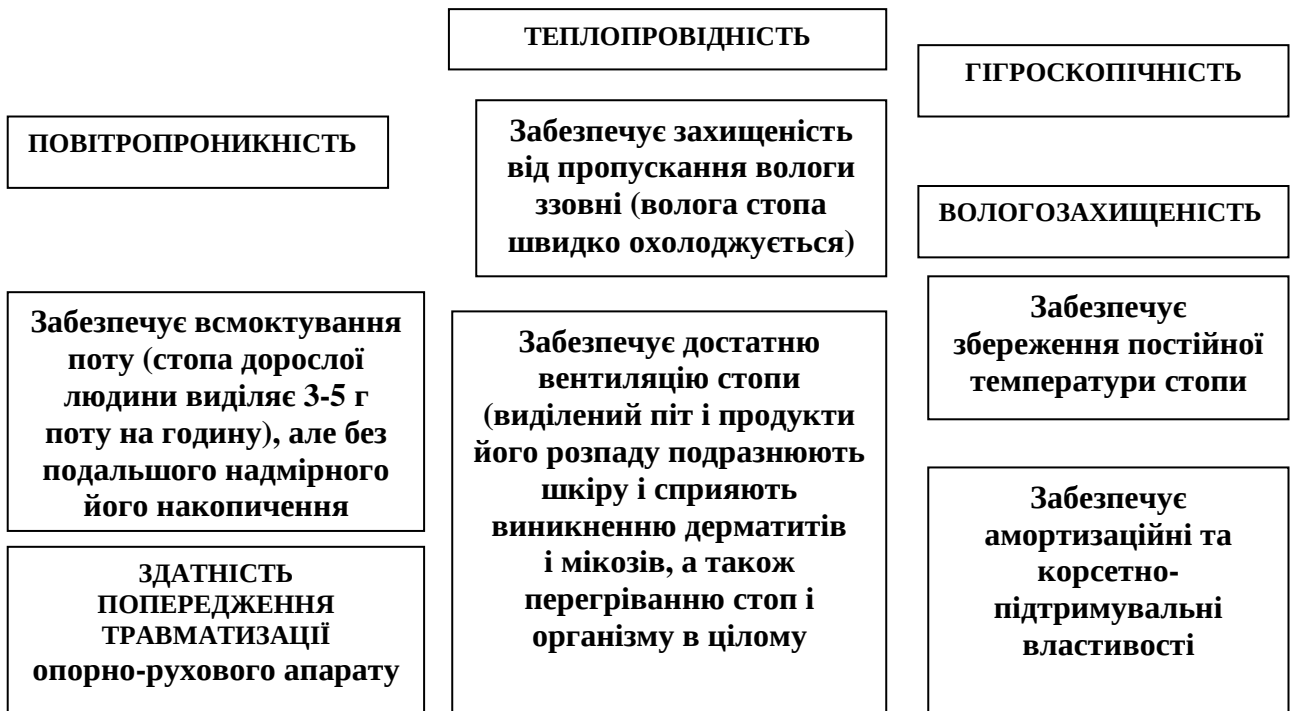 ТЕПЛОПРОВІДНІСТЬ
ГІГРОСКОПІЧНІСТЬ
ПОВІТРОПРОНИКНІСТЬ
Забезпечує захищеність
від пропускання вологи
ззовні (волога стопа
швидко охолоджується)
ВОЛОГОЗАХИЩЕНІСТЬ
Забезпечує всмоктування
поту (стопа дорослої
людини виділяє 3-5 г
поту на годину), але без
подальшого надмірного
його накопичення
Забезпечує достатню
вентиляцію стопи
(виділений піт і продукти
його розпаду подразнюють
шкіру і сприяють
виникненню дерматитів
і мікозів, а також
перегріванню стоп і
організму в цілому
Забезпечує
збереження постійної
температури стопи
ЗДАТНІСТЬ
ПОПЕРЕДЖЕННЯ
ТРАВМАТИЗАЦІЇ
опорно-рухового апарату
Забезпечує
амортизаційні та
корсетно-
підтримувальні
властивості